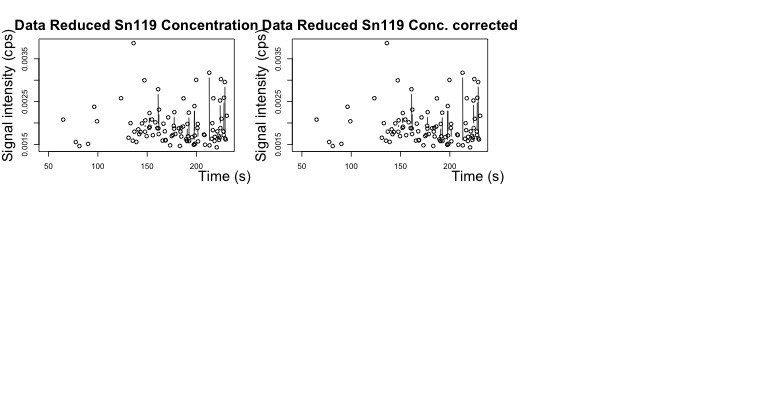 Data Reduced Sn119 Concentration
Signal intensity (cps)
0.0035
0.0025
0.0015
50 100 150 200
Time (s)
Data Reduced Sn119 Conc. corrected
Signal intensity (cps)
0.0035
0.0025
0.0015
50 100 150 200
Time (s)